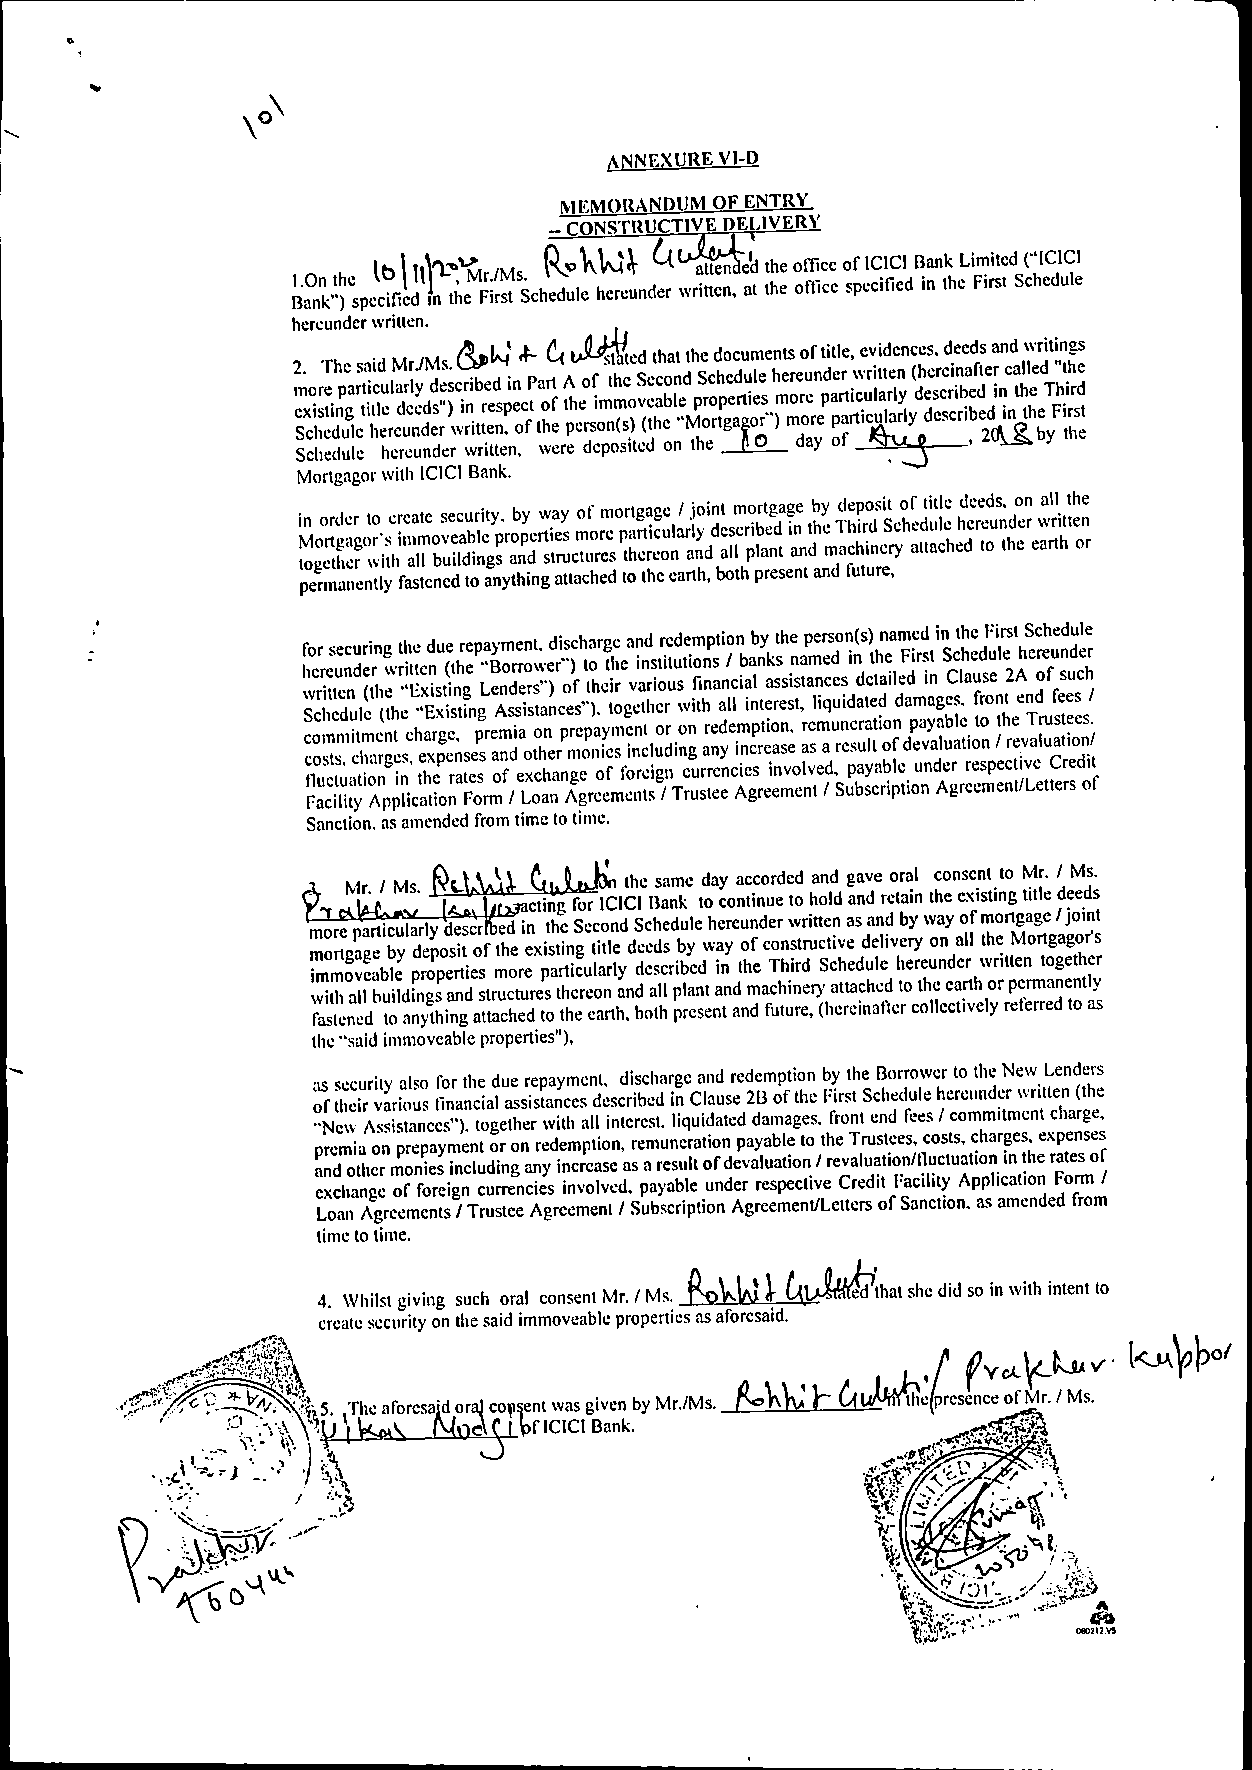 101
ANNEXURE VI-D
MEMORANDUM OF ENTRY
– CONSTRUCTIVE DELIVERY
1.On the 10/11/20, Mr./Ms. Rohhit Gulati attended the office of ICICI Bank Limited ("ICICI
Bank") specified in the First Schedule hereunder written, at the office specified in the First Schedule
hereunder written.
2. The said Mr./Ms. Rohit Gulati stated that the documents of title, evidences, deeds and writings
more particularly described in Part A of the Second Schedule hereunder written (hereinafter called "the
existing title deeds") in respect of the immoveable properties more particularly described in the Third
Schedule hereunder written, of the person(s) (the "Mortgagor") more particularly described in the First
Schedule hereunder written, were deposited on the 10 day of Aug, 2018 by the
Mortgagor with ICICI Bank.
in order to create security, by way of mortgage / joint mortgage by deposit of title deeds, on all the
Mortgagor's immoveable properties more particularly described in the Third Schedule hereunder written
together with all buildings and structures thereon and all plant and machinery attached to the earth or
permanently fastened to anything attached to the earth, both present and future,
for securing the due repayment, discharge and redemption by the person(s) named in the First Schedule
hereunder written (the "Borrower") to the institutions / banks named in the First Schedule hereunder
written (the "Existing Lenders") of their various financial assistances detailed in Clause 2A of such
Schedule (the "Existing Assistances"), together with all interest, liquidated damages, front end fees /
commitment charge, premia on prepayment or on redemption, remuneration payable to the Trustees,
costs, charges, expenses and other monies including any increase as a result of devaluation / revaluation/
fluctuation in the rates of exchange of foreign currencies involved, payable under respective Credit
Facility Application Form / Loan Agreements / Trustee Agreement / Subscription Agreement/Letters of
Sanction, as amended from time to time.
3. Mr. / Ms. Rohhit Gulati on the same day accorded and gave oral consent to Mr. / Ms.
Prakhar acting for ICICI Bank to continue to hold and retain the existing title deeds
more particularly described in the Second Schedule hereunder written as and by way of mortgage / joint
mortgage by deposit of the existing title deeds by way of constructive delivery on all the Mortgagor's
immoveable properties more particularly described in the Third Schedule hereunder written together
with all buildings and structures thereon and all plant and machinery attached to the earth or permanently
fastened to anything attached to the earth, both present and future, (hereinafter collectively referred to as
the "said immoveable properties"),
as security also for the due repayment, discharge and redemption by the Borrower to the New Lenders
of their various financial assistances described in Clause 2B of the First Schedule hereunder written (the
"New Assistances"), together with all interest, liquidated damages, front end fees / commitment charge,
premia on prepayment or on redemption, remuneration payable to the Trustees, costs, charges, expenses
and other monies including any increase as a result of devaluation / revaluation/fluctuation in the rates of
exchange of foreign currencies involved, payable under respective Credit Facility Application Form /
Loan Agreements / Trustee Agreement / Subscription Agreement/Letters of Sanction, as amended from
time to time.
4. Whilst giving such oral consent Mr. / Ms. Rohhit Gulati stated that she did so in with intent to
create security on the said immoveable properties as aforesaid.
Prakhar
5. The aforesaid oral consent was given by Mr./Ms. Rohhit Gulati in the presence of Mr. / Ms.
Vikas Modgi of ICICI Bank.
LIMITED
Prakhar
080212.V5